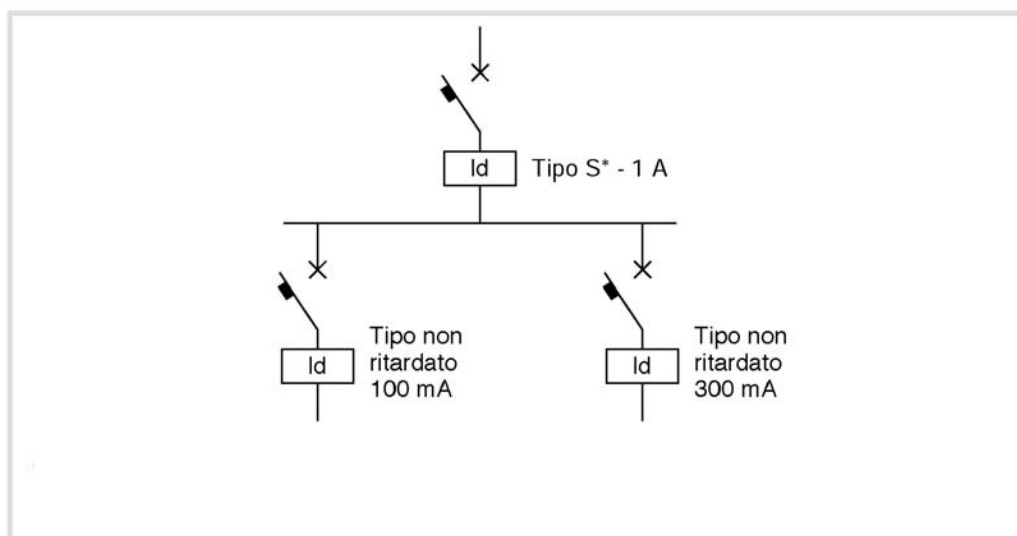 Id
Tipo S* - 1 A
Id
Tipo non
ritardato
100 mA
Id
Tipo non
ritardato
300 mA